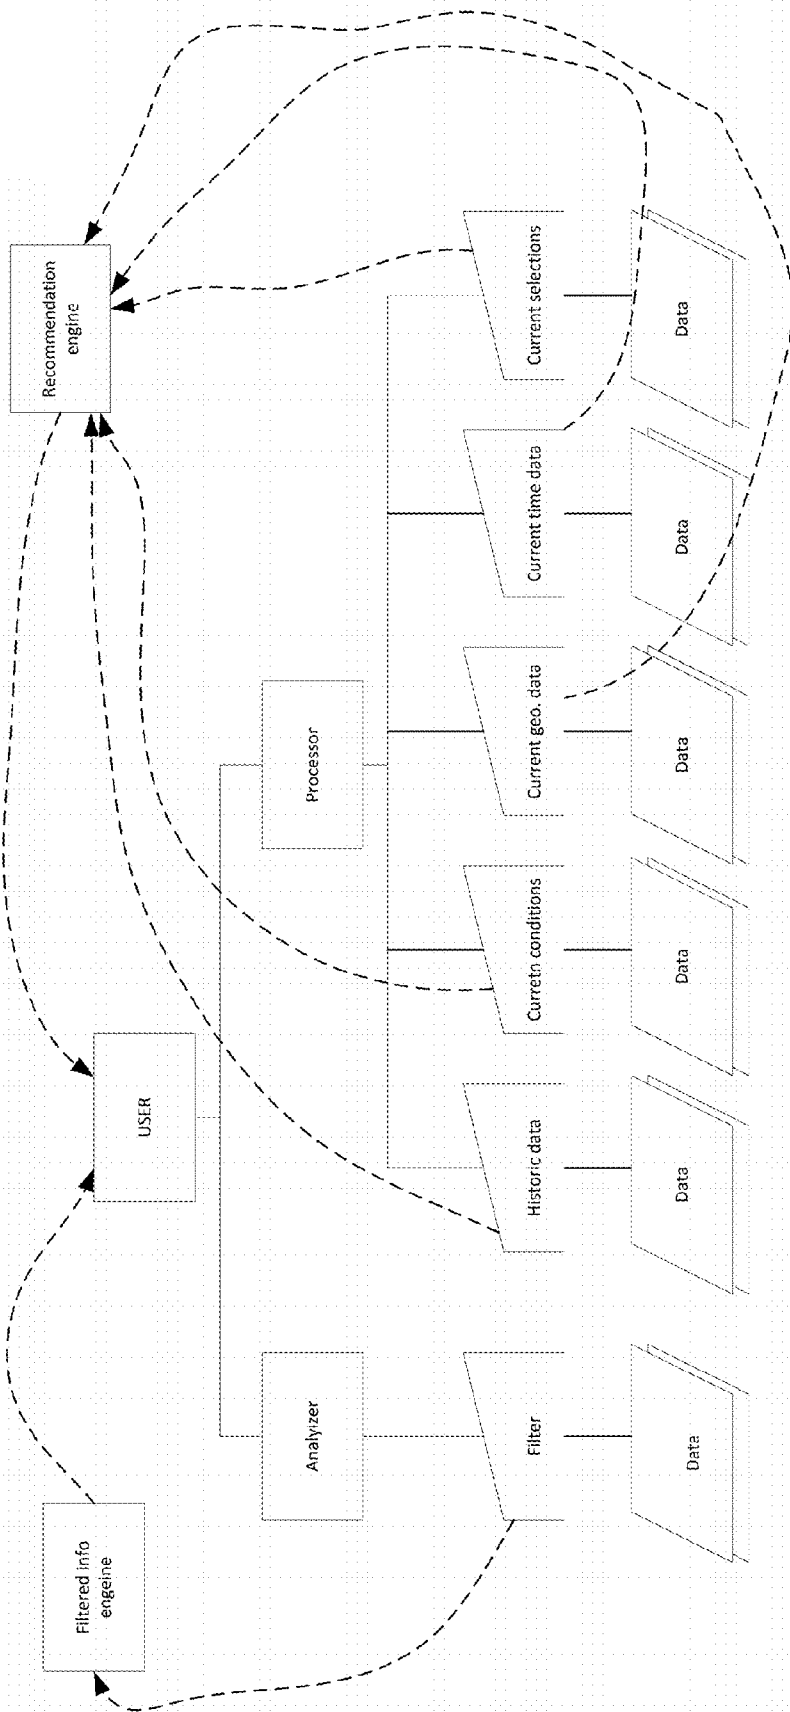 Filtered info
engeine
USER
Recommendation
engine
Analyizer
Processor
Filter
Historic data
Curretn conditions
Current geo. data
Current time data
Current selections
Data
Data
Data
Data
Data
Data